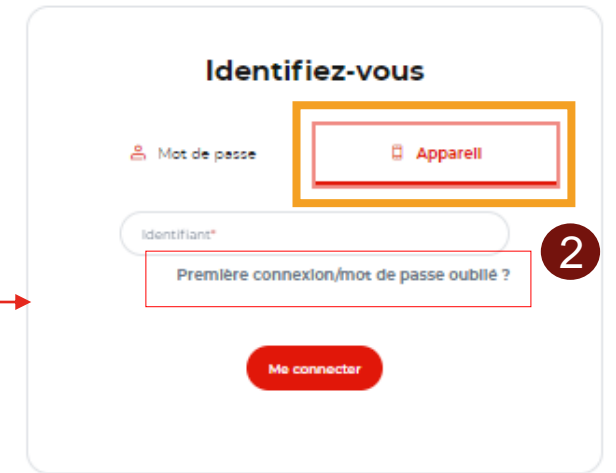 Identifiez-vous
Mot de passe
Appareil
Identifiant*
2
Première connexion/mot de passe oublié ?
Me connecter